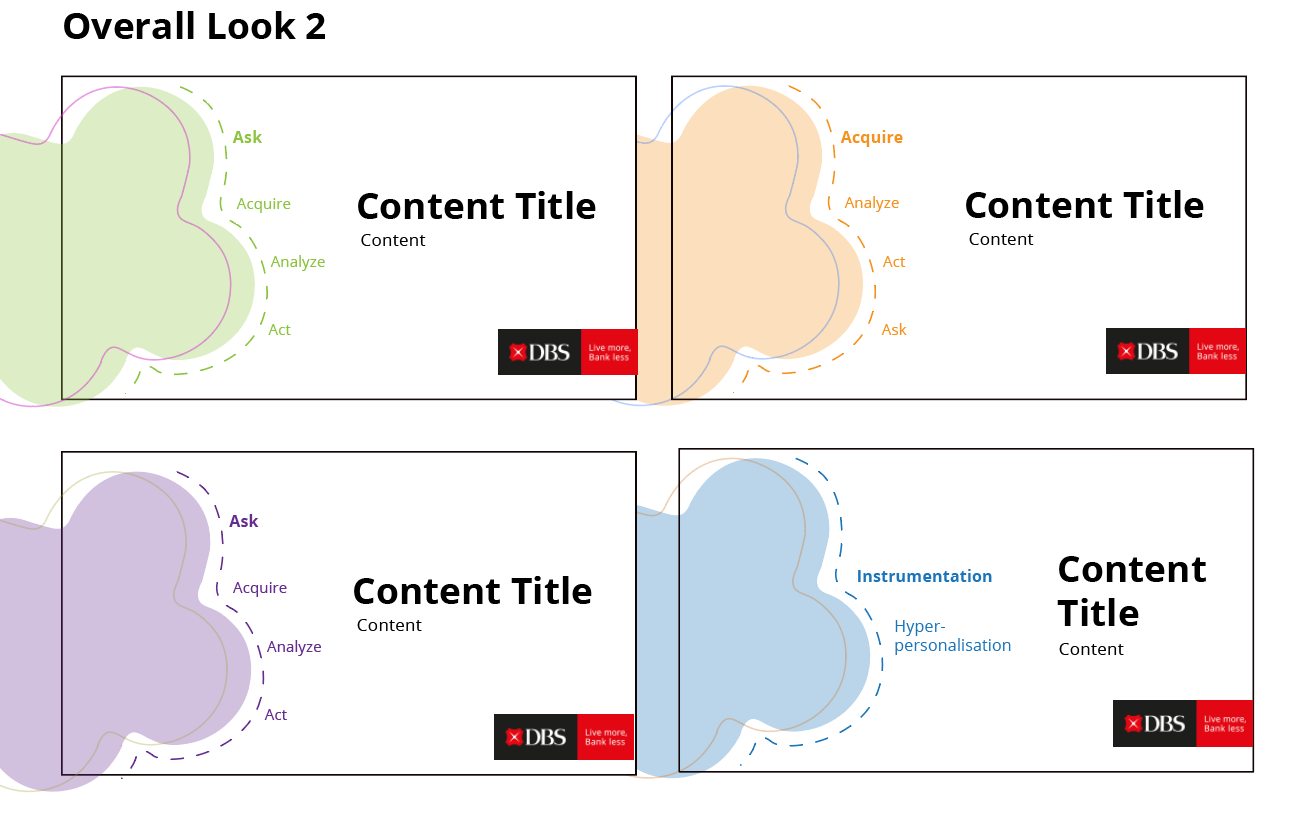 Overall Look 2
Ask
Acquire
Analyze
Act
Content Title
Content
DBS
Live more,
Bank less
Acquire
Analyze
Act
Ask
Content Title
Content
DBS
Live more,
Bank less
Ask
Acquire
Analyze
Act
Content Title
Content
DBS
Live more,
Bank less
Instrumentation
Hyper-
personalisation
Content
Title
Content
DBS
Live more,
Bank less